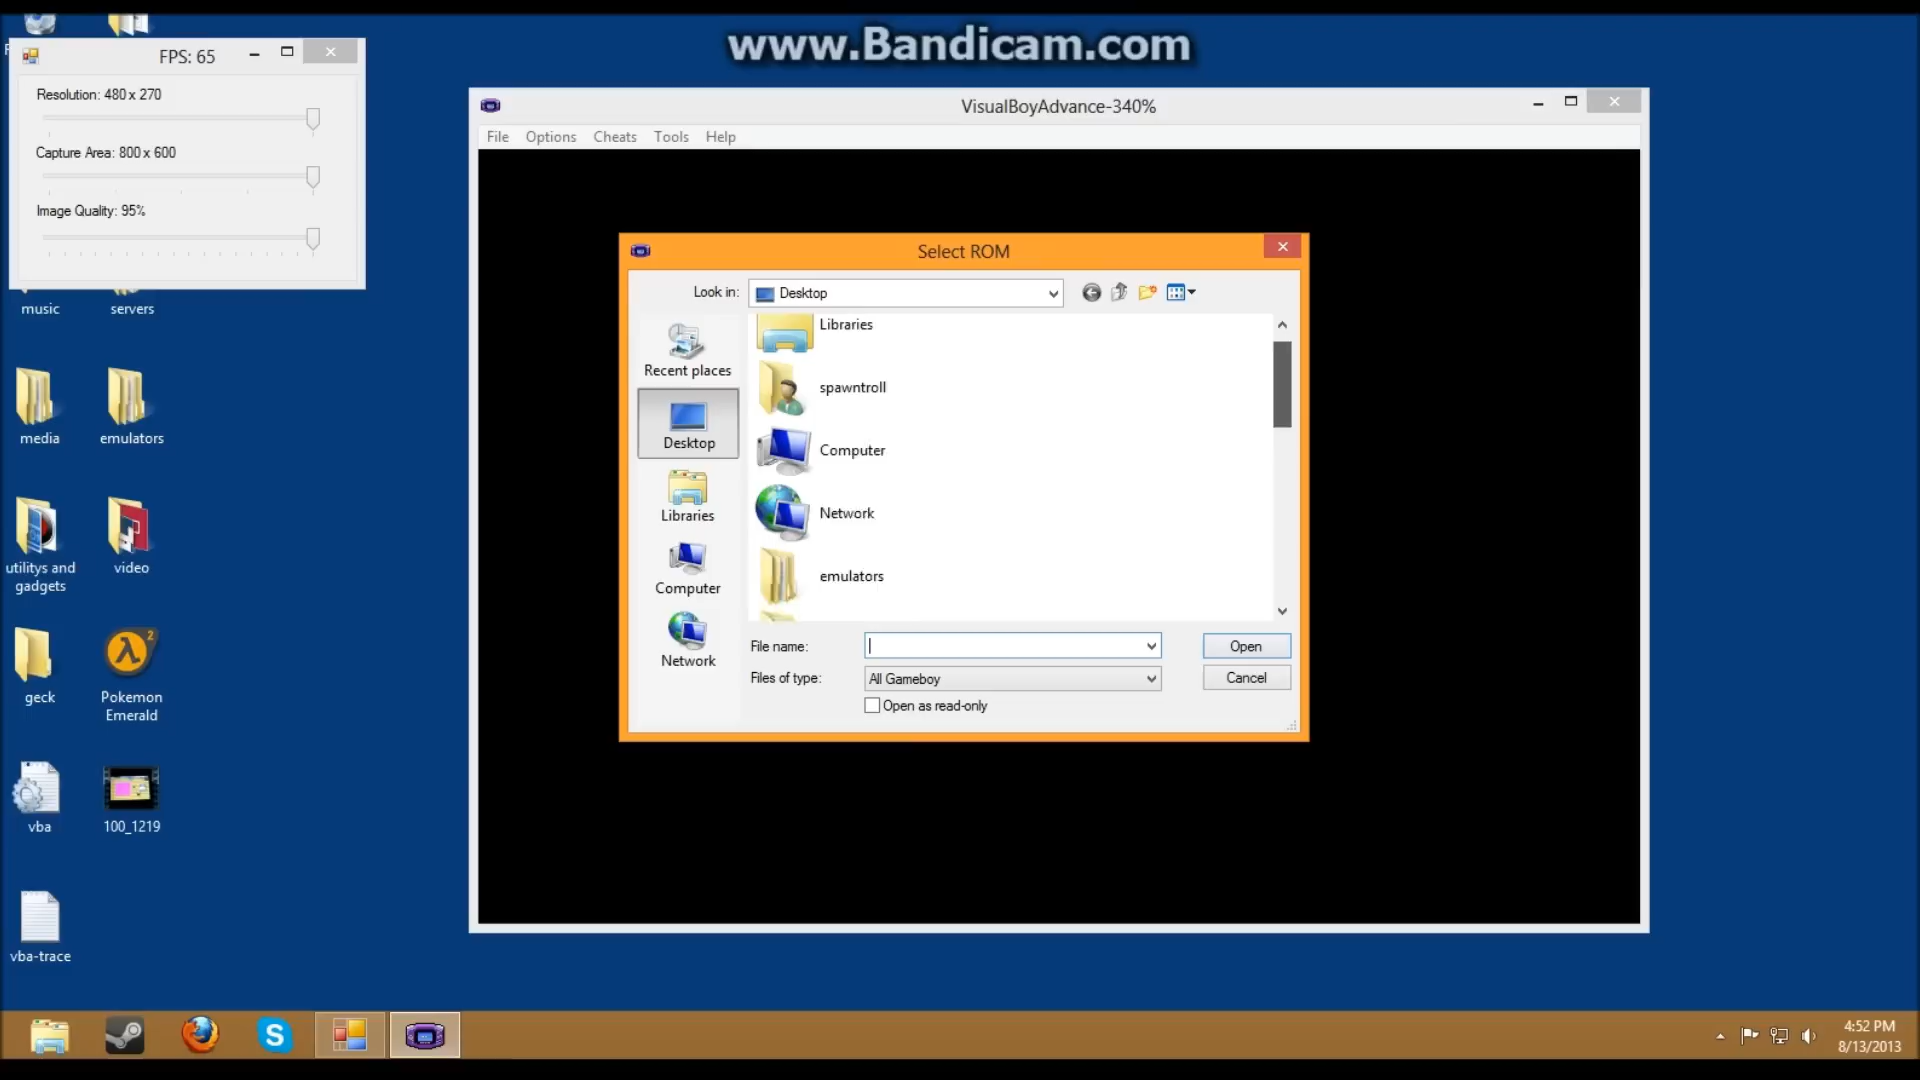 www.Bandicam.com
FPS: 65
Resolution: 480 x 270
Capture Area: 800 x 600
Image Quality: 95%
music
servers
media
emulators
utilitys and
gadgets
video
geck
Pokemon
Emerald
vba
100_1219
vba-trace
VisualBoyAdvance-340%
File Options Cheats Tools Help
Select ROM
Look in: Desktop
Recent places
Desktop
Libraries
Computer
Network
Libraries
spawntroll
Computer
Network
emulators
File name:
Open
Files of type: All Gameboy
Cancel
Open as read-only
4:52 PM
8/13/2013